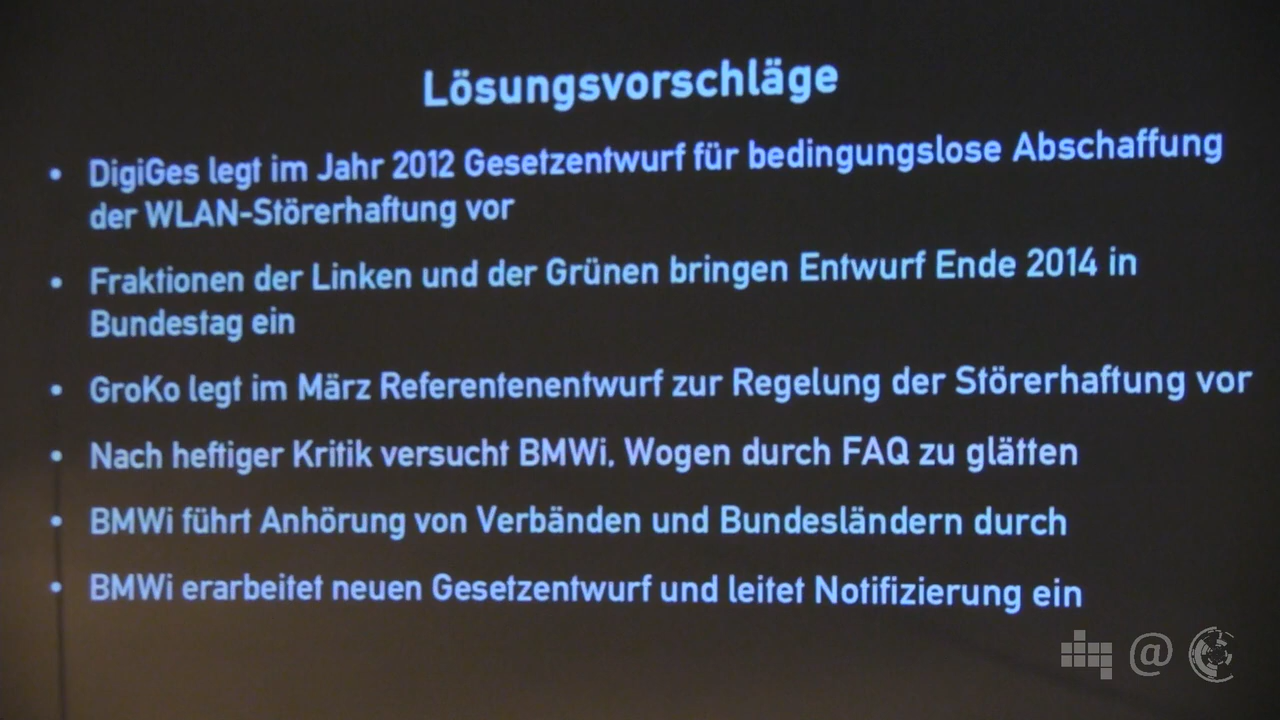 Lösungsvorschläge
• DigiGes legt im Jahr 2012 Gesetzentwurf für bedingungslose Abschaffung
der WLAN-Störerhaftung vor
• Fraktionen der Linken und der Grünen bringen Entwurf Ende 2014 in
Bundestag ein
• GroKo legt im März Referentenentwurf zur Regelung der Störerhaftung vor
• Nach heftiger Kritik versucht BMWi, Wogen durch FAQ zu glätten
• BMWi führt Anhörung von Verbänden und Bundesländern durch
• BMWi erarbeitet neuen Gesetzentwurf und leitet Notifizierung ein
@